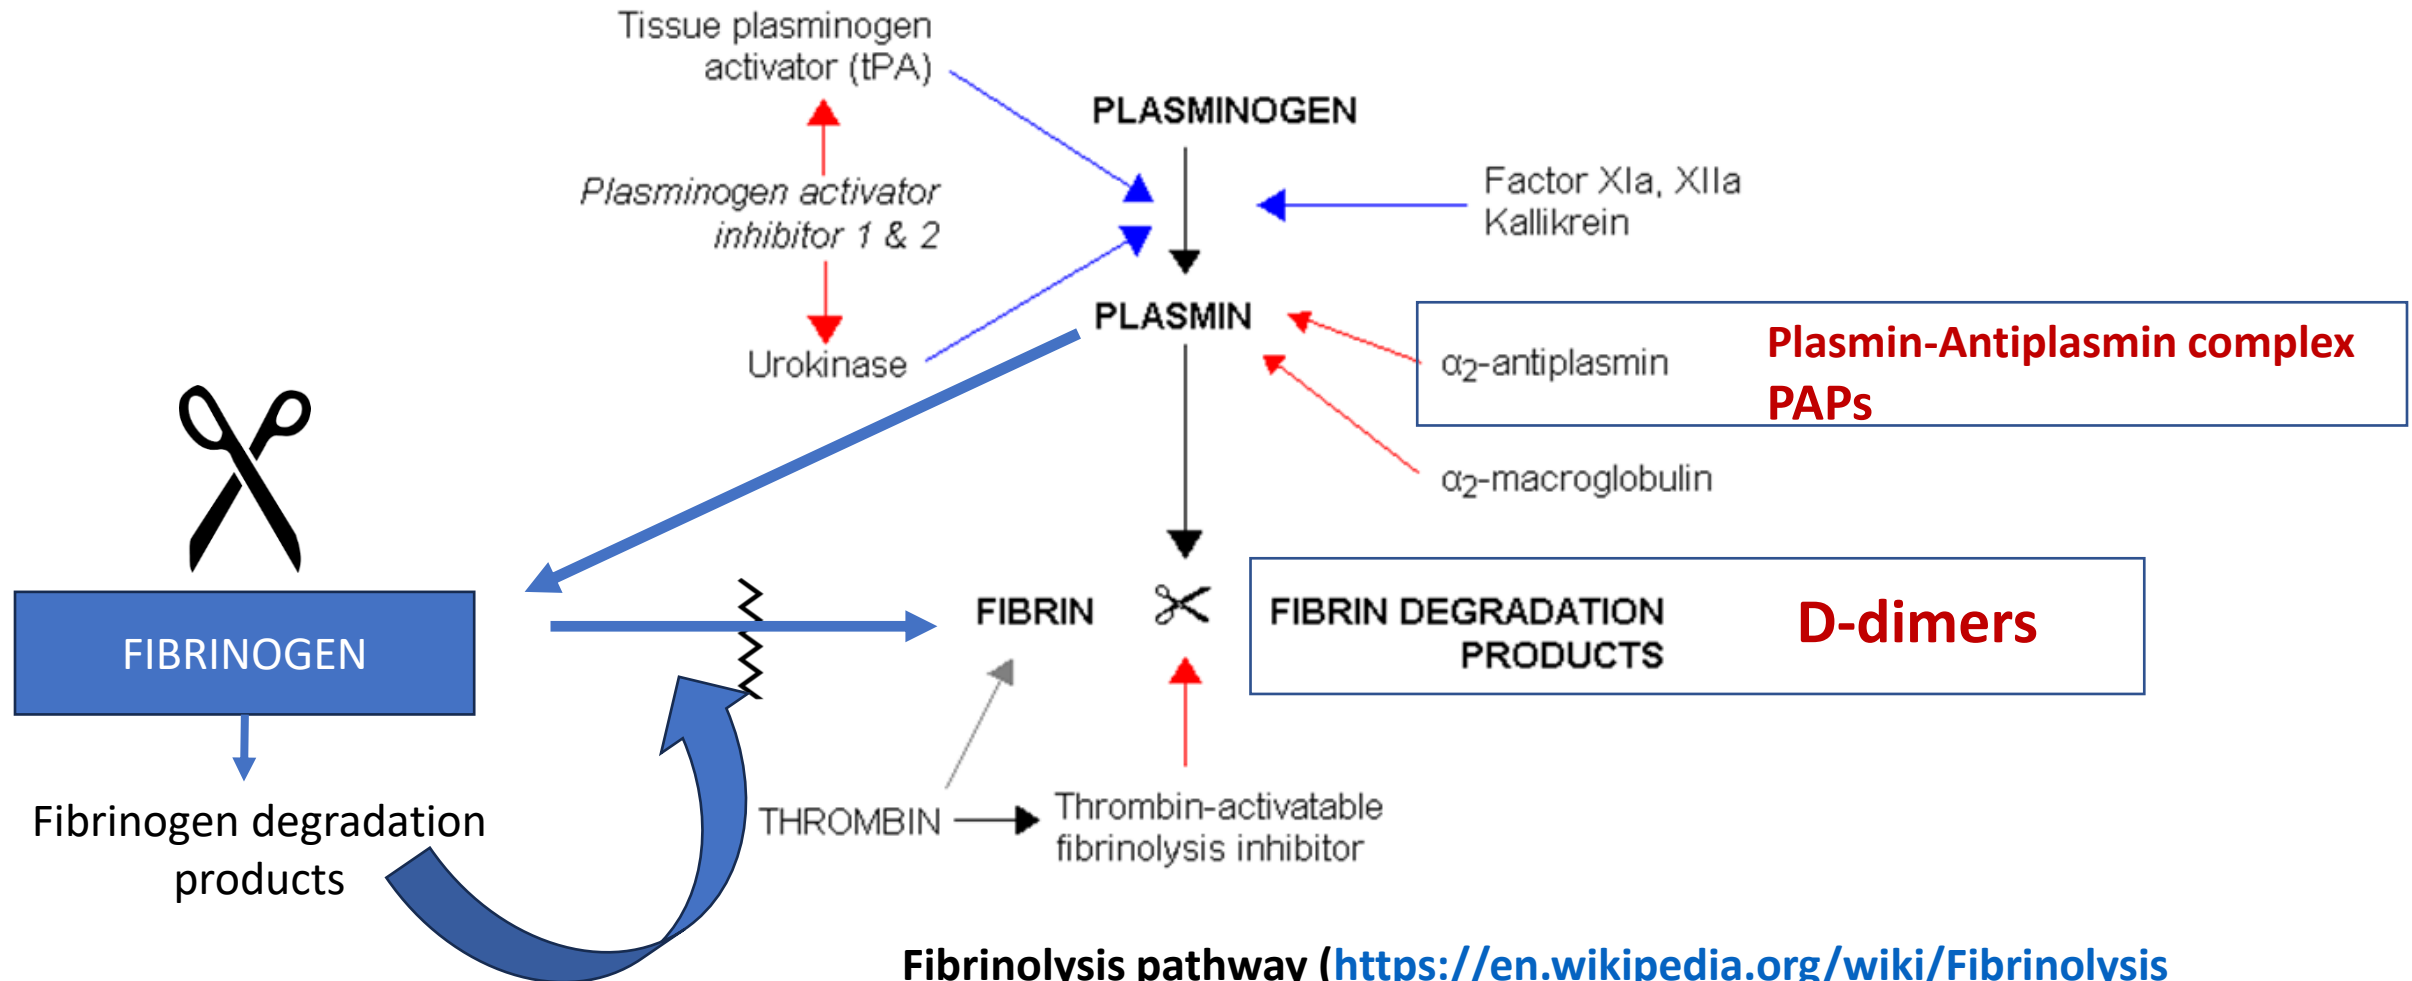 Tissue plasminogen
activator (tPA)
PLASMINOGEN
Plasminogen activator
inhibitor 1 & 2
Factor XIa, XIIa
Kallikrein
PLASMIN
Urokinase
α2-antiplasmin
Plasmin-Antiplasmin complex
PAPs
α2-macroglobulin
FIBRINOGEN
FIBRIN
FIBRIN DEGRADATION
PRODUCTS
D-dimers
Fibrinogen degradation
products
THROMBIN
Thrombin-activatable
fibrinolysis inhibitor
Fibrinolysis pathway (https://en.wikipedia.org/wiki/Fibrinolysis